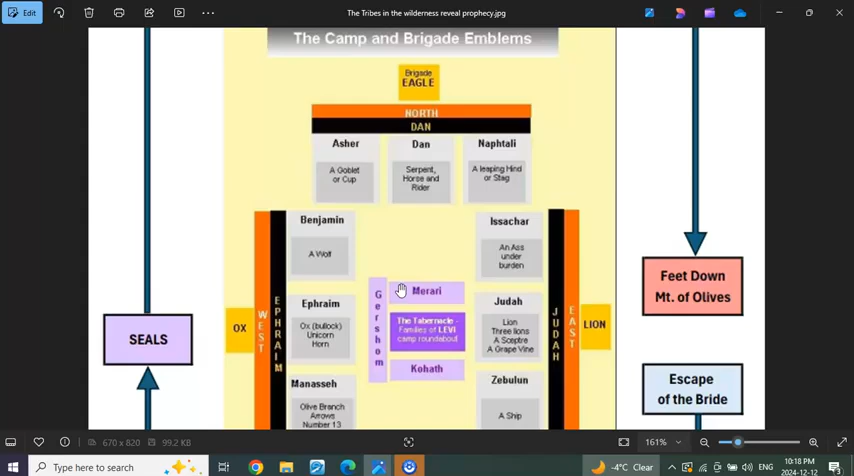 Edit
The Tribes in the wilderness reveal prophecy.jpg
The Camp and Brigade Emblems
Brigade
EAGLE
NORTH
DAN
Asher
Dan
Naphtali
A Goblet
or Cup
Serpent,
Horse and
Rider
A leaping Hind
or Stag
Benjamin
A Wolf
Issachar
An Ass
under
burden
WEST
EPHRAIM
OX
Ephraim
Ox (bullock)
Unicorn
Horn
Manasseh
Olive Branch
Arrows
Number 13
Gershom
Merari
The Tabernacle -
Families of LEVI
camp roundabout
Kohath
Judah
Lion
Three lions
A Sceptre
A Grape Vine
Zebulun
A Ship
JUDAH
EAST
LION
SEALS
Feet Down
Mt. of Olives
Escape
of the Bride
670 x 820
99.2 KB
161%
Type here to search
-4°C Clear
ENG
10:18 PM
2024-12-12